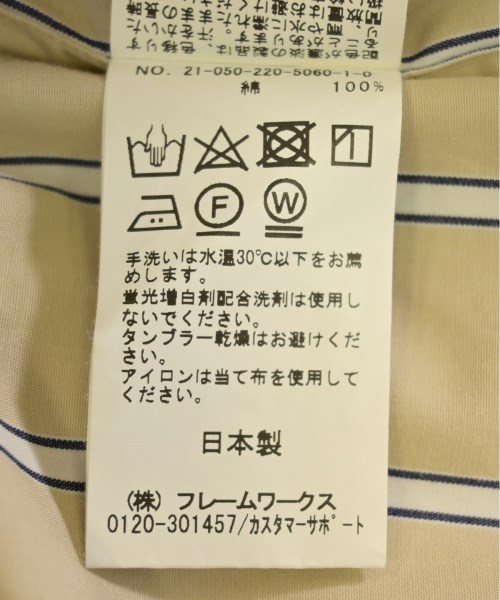 NO. 21-050-220-5060-1-6
綿 100%
F W
手洗いは水温30℃以下をお薦
めします。
蛍光増白剤配合洗剤は使用し
ないでください。
タンブラー乾燥はお避けくだ
さい。
アイロンは当て布を使用して
ください。
日本製
(株) フレームワークス
0120-301457/カスタマーサポート